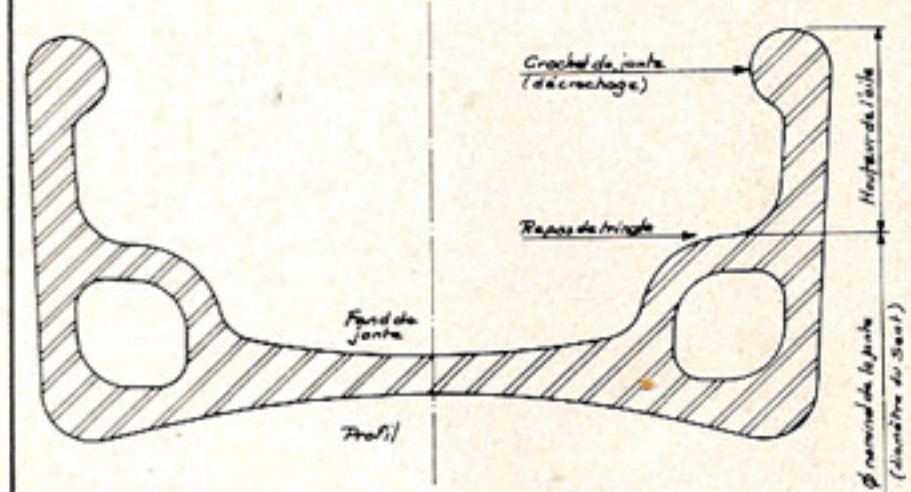 Crochet de jante
(décrochage)
Hauteur de l'aile
Repos de tringle
Fond de
jante
Profil
Ø nominal de la jante
(diamètre du seat)